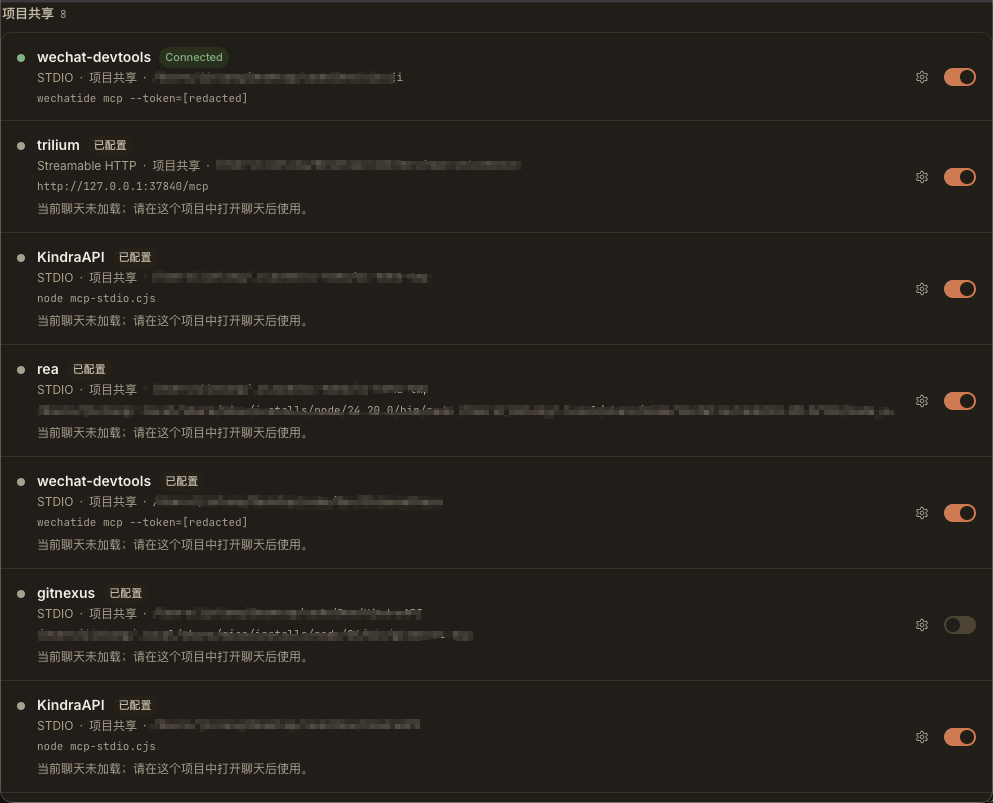 项目共享 8
wechat-devtools Connected
STDIO · 项目共享 ·
wechatide mcp --token=[redacted]
trilium 已配置
Streamable HTTP · 项目共享 ·
http://127.0.0.1:37840/mcp
当前聊天未加载；请在这个项目中打开聊天后使用。
KindraAPI 已配置
STDIO · 项目共享
node mcp-stdio.cjs
当前聊天未加载；请在这个项目中打开聊天后使用。
rea 已配置
STDIO · 项目共享
当前聊天未加载；请在这个项目中打开聊天后使用。
wechat-devtools 已配置
STDIO · 项目共享 ·
wechatide mcp --token=[redacted]
当前聊天未加载；请在这个项目中打开聊天后使用。
gitnexus 已配置
STDIO · 项目共享 ·
当前聊天未加载；请在这个项目中打开聊天后使用。
KindraAPI 已配置
STDIO · 项目共享 ·
node mcp-stdio.cjs
当前聊天未加载；请在这个项目中打开聊天后使用。